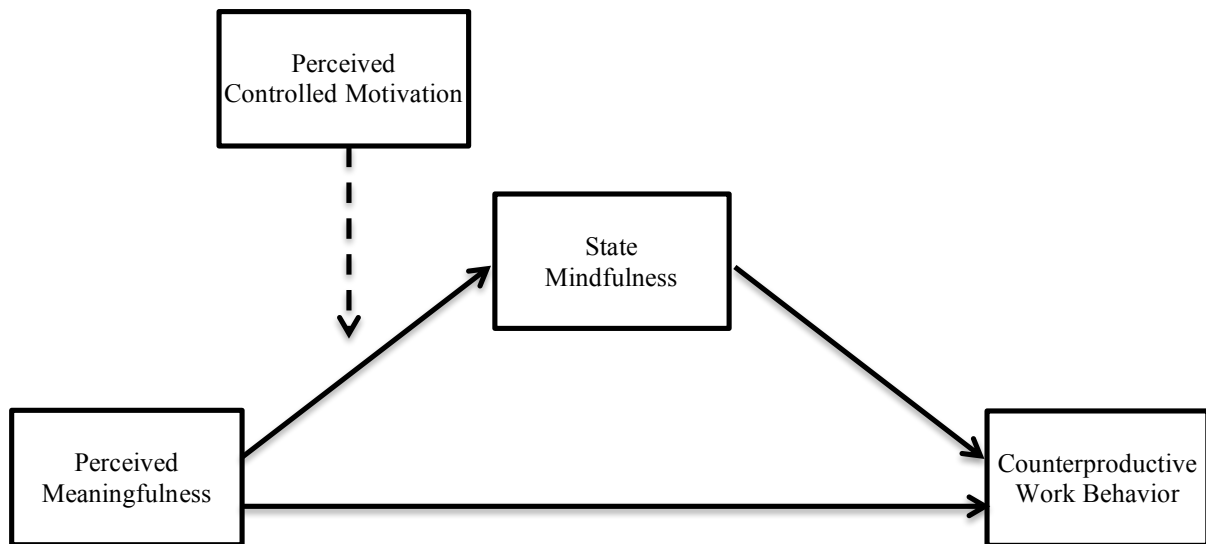 Perceived
Controlled Motivation
State
Mindfulness
Perceived
Meaningfulness
Counterproductive
Work Behavior